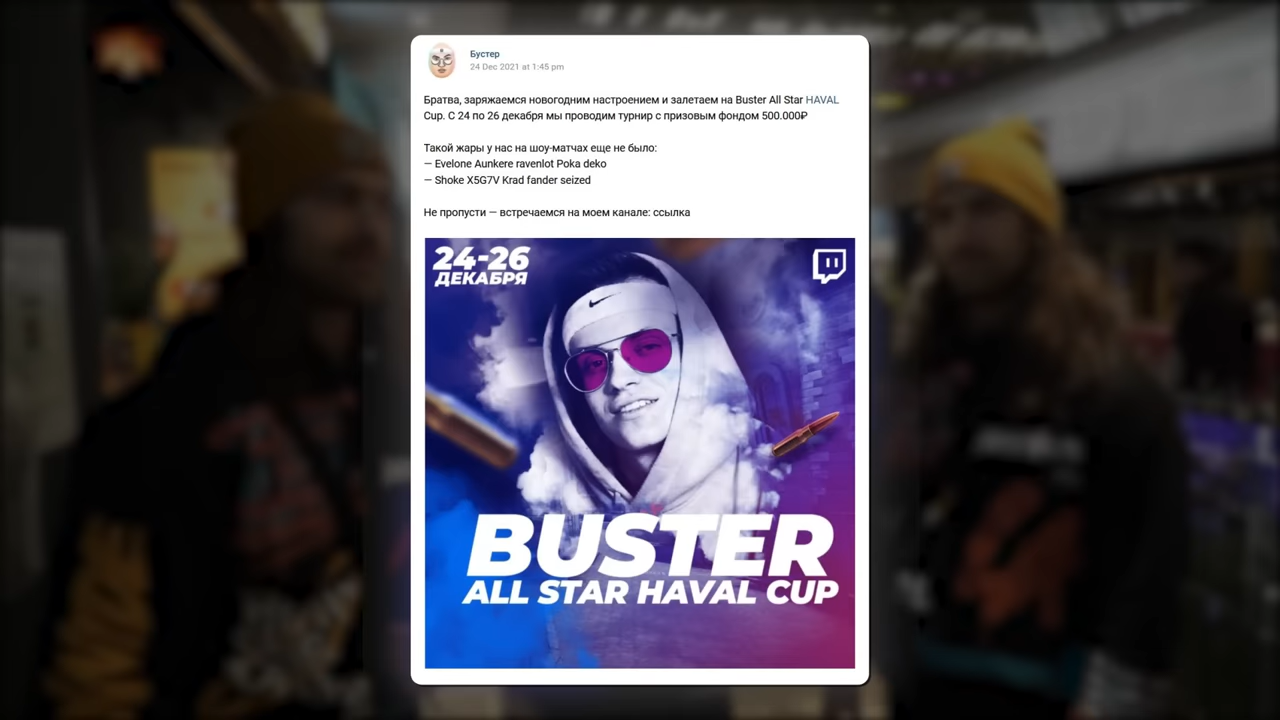 Бустер
24 Dec 2021 at 1:45 pm
Братва, заряжаемся новогодним настроением и залетаем на Buster All Star HAVAL
Cup. С 24 по 26 декабря мы проводим турнир с призовым фондом 500.000₽
Такой жары у нас на шоу-матчах еще не было:
— Evelone Aunkere ravenlot Poka deko
— Shoke X5G7V Krad fander seized
Не пропусти — встречаемся на моем канале: ссылка
24-26
ДЕКАБРЯ
BUSTER
ALL STAR HAVAL CUP